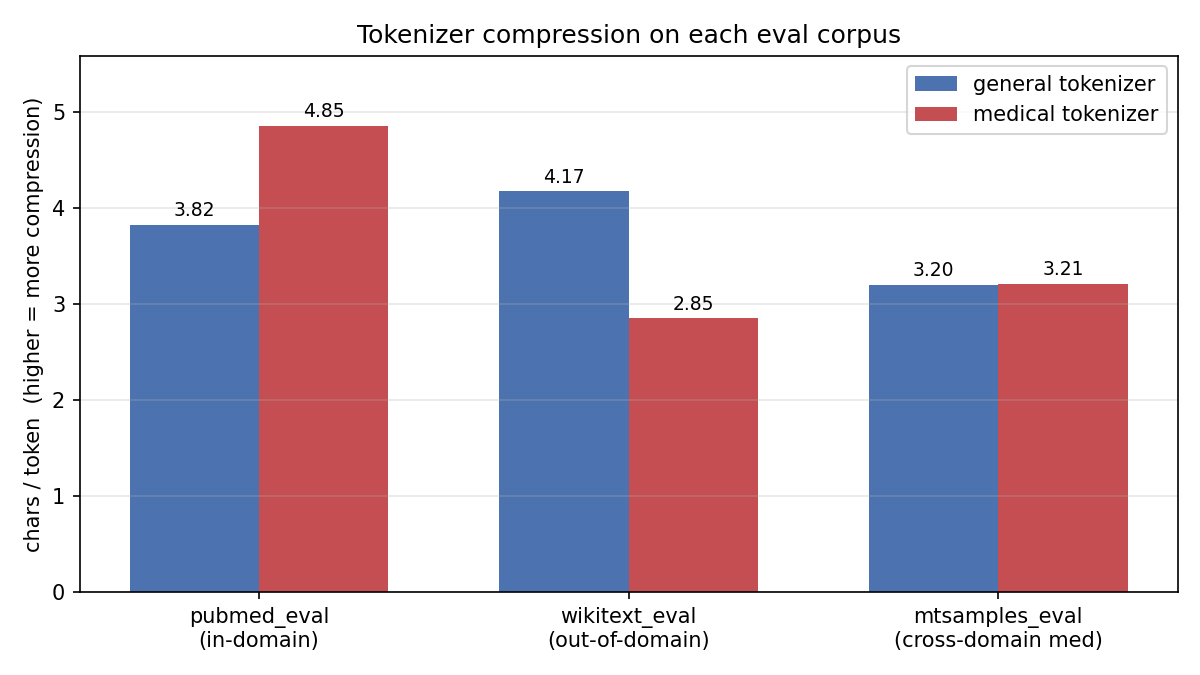 Tokenizer compression on each eval corpus
general tokenizer
medical tokenizer
chars / token  (higher = more compression)
5
4
3
2
1
0
3.82
4.85
4.17
2.85
3.20
3.21
pubmed_eval
(in-domain)
wikitext_eval
(out-of-domain)
mtsamples_eval
(cross-domain med)